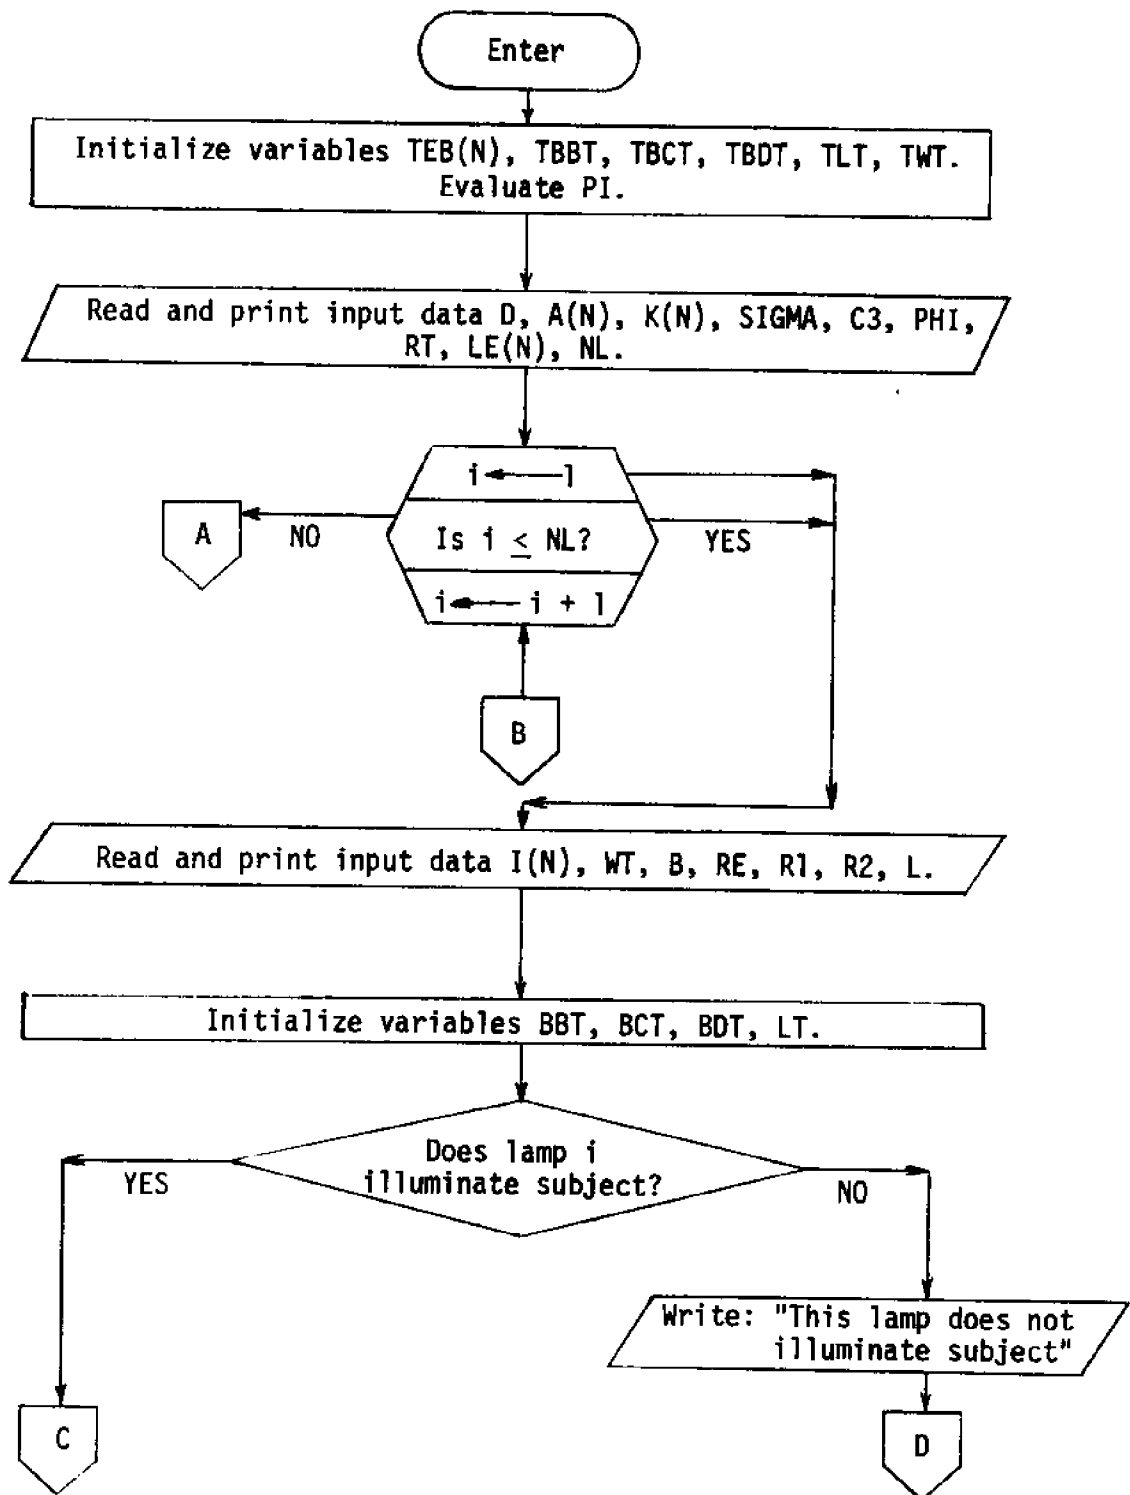 Enter
Initialize variables TEB(N), TBBT, TBCT, TBDT, TLT, TWT.
Evaluate PI.
Read and print input data D, A(N), K(N), SIGMA, C3, PHI,
RT, LE(N), NL.
i ← 1
A
NO
Is i ≤ NL?
YES
i ← i + 1
B
Read and print input data I(N), WT, B, RE, R1, R2, L.
Initialize variables BBT, BCT, BDT, LT.
Does lamp i
illuminate subject?
YES
NO
Write: "This lamp does not
illuminate subject"
C
D